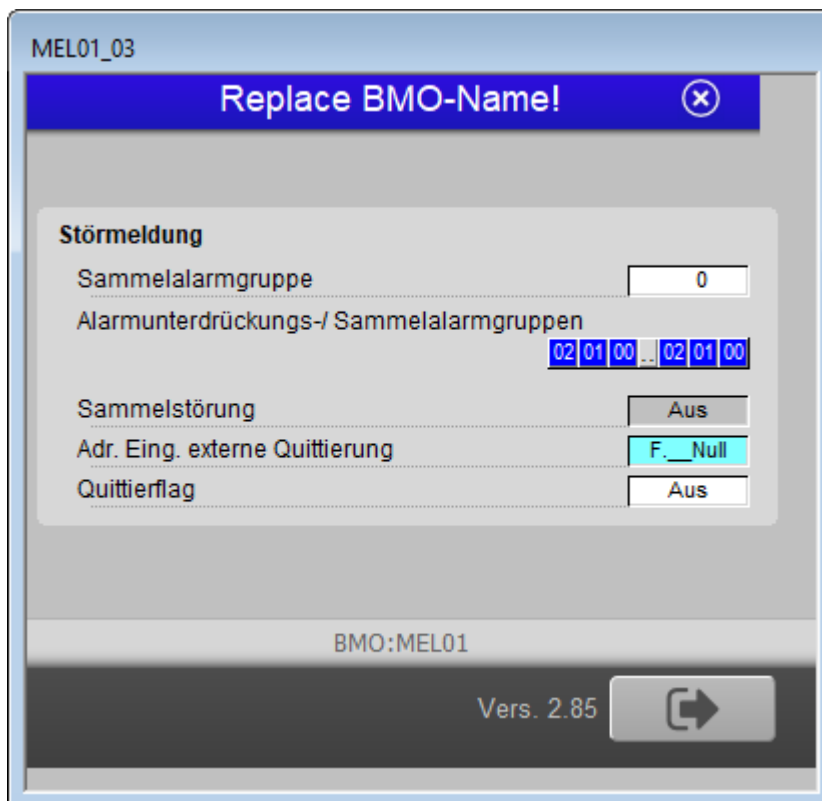 MEL01_03
Replace BMO-Name!
Störmeldung
Sammelalarmgruppe 0
Alarmunterdrückungs-/ Sammelalarmgruppen
02 01 00 .. 02 01 00
Sammelstörung Aus
Adr. Eing. externe Quittierung F.__Null
Quittierflag Aus
BMO:MEL01
Vers. 2.85